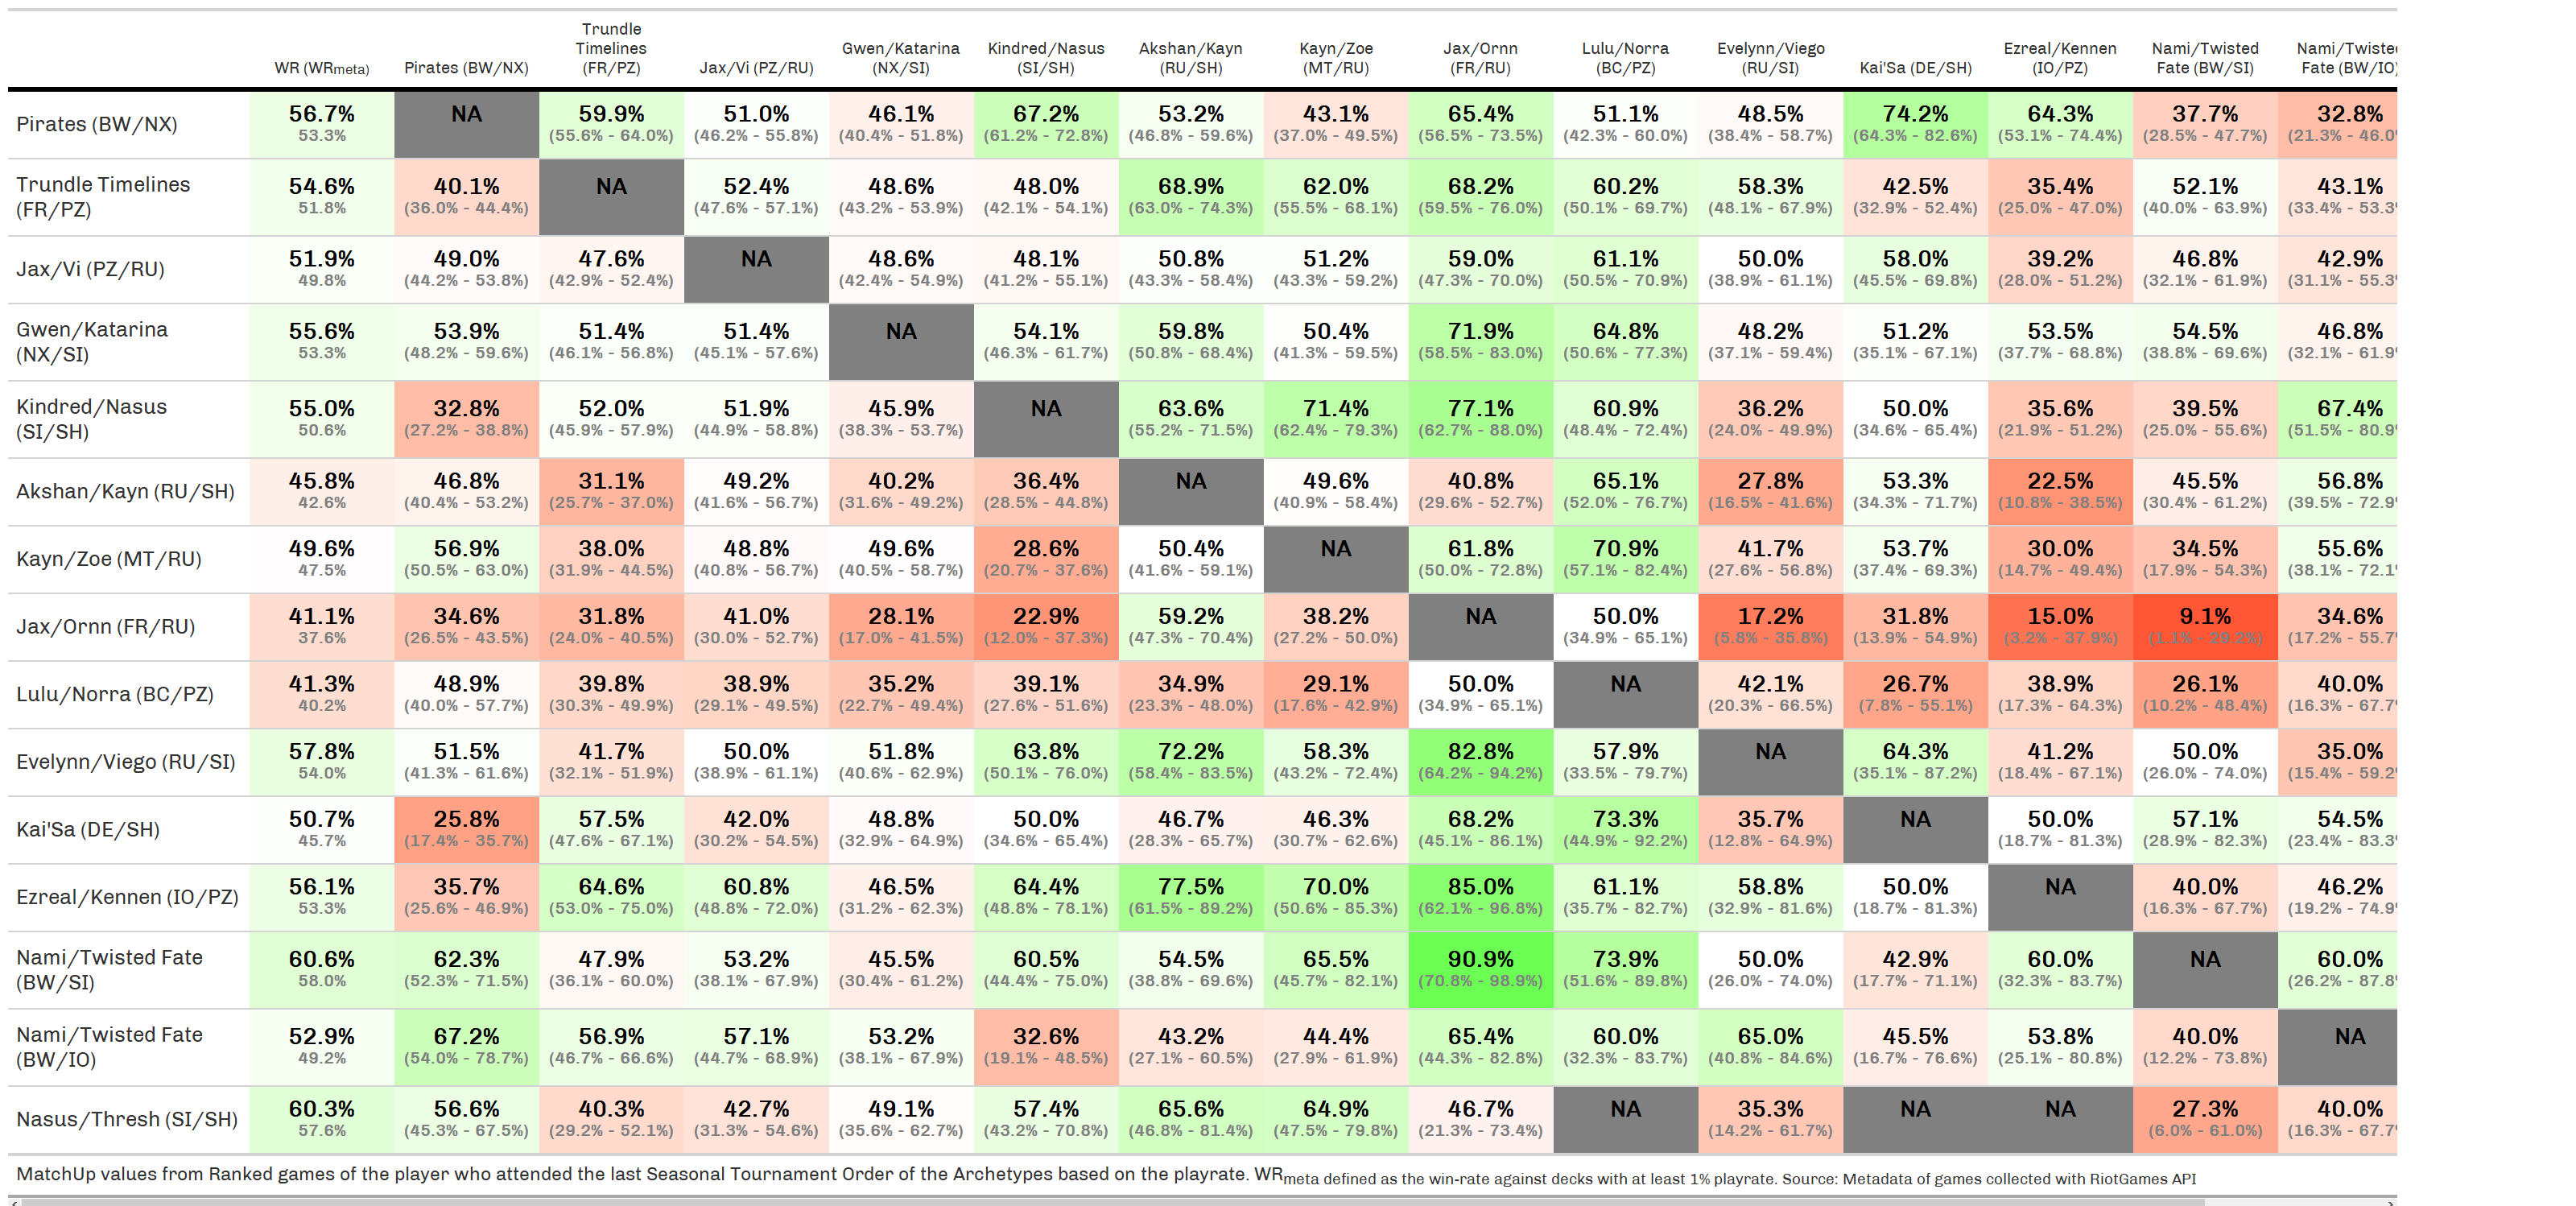 WR (WRmeta) Pirates (BW/NX) Trundle Timelines (FR/PZ) Jax/Vi (PZ/RU) Gwen/Katarina (NX/SI) Kindred/Nasus (SI/SH) Akshan/Kayn (RU/SH) Kayn/Zoe (MT/RU) Jax/Ornn (FR/RU) Lulu/Norra (BC/PZ) Evelynn/Viego (RU/SI) Kai'Sa (DE/SH) Ezreal/Kennen (IO/PZ) Nami/Twisted Fate (BW/SI) Nami/Twisted Fate (BW/IO)
Pirates (BW/NX) 56.7% NA 59.9% 51.0% 46.1% 67.2% 53.2% 43.1% 65.4% 51.1% 48.5% 74.2% 64.3% 37.7% 32.8%
53.3% (55.6% - 64.0%) (46.2% - 55.8%) (40.4% - 51.8%) (61.2% - 72.8%) (46.8% - 59.6%) (37.0% - 49.5%) (56.5% - 73.5%) (42.3% - 60.0%) (38.4% - 58.7%) (64.3% - 82.6%) (53.1% - 74.4%) (28.5% - 47.7%) (21.3% - 46.0%
Trundle Timelines (FR/PZ) 54.6% 40.1% NA 52.4% 48.6% 48.0% 68.9% 62.0% 68.2% 60.2% 58.3% 42.5% 35.4% 52.1% 43.1%
51.8% (36.0% - 44.4%) (47.6% - 57.1%) (43.2% - 53.9%) (42.1% - 54.1%) (63.0% - 74.3%) (55.5% - 68.1%) (59.5% - 76.0%) (50.1% - 69.7%) (48.1% - 67.9%) (32.9% - 52.4%) (25.0% - 47.0%) (40.0% - 63.9%) (33.4% - 53.3%
Jax/Vi (PZ/RU) 51.9% 49.0% 47.6% NA 48.6% 48.1% 50.8% 51.2% 59.0% 61.1% 50.0% 58.0% 39.2% 46.8% 42.9%
49.8% (44.2% - 53.8%) (42.9% - 52.4%) (42.4% - 54.9%) (41.2% - 55.1%) (43.3% - 58.4%) (43.3% - 59.2%) (47.3% - 70.0%) (50.5% - 70.9%) (38.9% - 61.1%) (45.5% - 69.8%) (28.0% - 51.2%) (32.1% - 61.9%) (31.1% - 55.3%
Gwen/Katarina (NX/SI) 55.6% 53.9% 51.4% 51.4% NA 54.1% 59.8% 50.4% 71.9% 64.8% 48.2% 51.2% 53.5% 54.5% 46.8%
53.3% (48.2% - 59.6%) (46.1% - 56.8%) (45.1% - 57.6%) (46.3% - 61.7%) (50.8% - 68.4%) (41.3% - 59.5%) (58.5% - 83.0%) (50.6% - 77.3%) (37.1% - 59.4%) (35.1% - 67.1%) (37.7% - 68.8%) (38.8% - 69.6%) (32.1% - 61.9%
Kindred/Nasus (SI/SH) 55.0% 32.8% 52.0% 51.9% 45.9% NA 63.6% 71.4% 77.1% 60.9% 36.2% 50.0% 35.6% 39.5% 67.4%
50.6% (27.2% - 38.8%) (45.9% - 57.9%) (44.9% - 58.8%) (38.3% - 53.7%) (55.2% - 71.5%) (62.4% - 79.3%) (62.7% - 88.0%) (48.4% - 72.4%) (24.0% - 49.9%) (34.6% - 65.4%) (21.9% - 51.2%) (25.0% - 55.6%) (51.5% - 80.9%
Akshan/Kayn (RU/SH) 45.8% 46.8% 31.1% 49.2% 40.2% 36.4% NA 49.6% 40.8% 65.1% 27.8% 53.3% 22.5% 45.5% 56.8%
42.6% (40.4% - 53.2%) (25.7% - 37.0%) (41.6% - 56.7%) (31.6% - 49.2%) (28.5% - 44.8%) (40.9% - 58.4%) (29.6% - 52.7%) (52.0% - 76.7%) (16.5% - 41.6%) (34.3% - 71.7%) (10.8% - 38.5%) (30.4% - 61.2%) (39.5% - 72.9%
Kayn/Zoe (MT/RU) 49.6% 56.9% 38.0% 48.8% 49.6% 28.6% 50.4% NA 61.8% 70.9% 41.7% 53.7% 30.0% 34.5% 55.6%
47.5% (50.5% - 63.0%) (31.9% - 44.5%) (40.8% - 56.7%) (40.5% - 58.7%) (20.7% - 37.6%) (41.6% - 59.1%) (50.0% - 72.8%) (57.1% - 82.4%) (27.6% - 56.8%) (37.4% - 69.3%) (14.7% - 49.4%) (17.9% - 54.3%) (38.1% - 72.1%
Jax/Ornn (FR/RU) 41.1% 34.6% 31.8% 41.0% 28.1% 22.9% 59.2% 38.2% NA 50.0% 17.2% 31.8% 15.0% 9.1% 34.6%
37.6% (26.5% - 43.5%) (24.0% - 40.5%) (30.0% - 52.7%) (17.0% - 41.5%) (12.0% - 37.3%) (47.3% - 70.4%) (27.2% - 50.0%) (34.9% - 65.1%) (5.8% - 35.8%) (13.9% - 54.9%) (3.2% - 37.9%) (1.1% - 29.2%) (17.2% - 55.7%
Lulu/Norra (BC/PZ) 41.3% 48.9% 39.8% 38.9% 35.2% 39.1% 34.9% 29.1% 50.0% NA 42.1% 26.7% 38.9% 26.1% 40.0%
40.2% (40.0% - 57.7%) (30.3% - 49.9%) (29.1% - 49.5%) (22.7% - 49.4%) (27.6% - 51.6%) (23.3% - 48.0%) (17.6% - 42.9%) (34.9% - 65.1%) (20.3% - 66.5%) (7.8% - 55.1%) (17.3% - 64.3%) (10.2% - 48.4%) (16.3% - 67.7%
Evelynn/Viego (RU/SI) 57.8% 51.5% 41.7% 50.0% 51.8% 63.8% 72.2% 58.3% 82.8% 57.9% NA 64.3% 41.2% 50.0% 35.0%
54.0% (41.3% - 61.6%) (32.1% - 51.9%) (38.9% - 61.1%) (40.6% - 62.9%) (50.1% - 76.0%) (58.4% - 83.5%) (43.2% - 72.4%) (64.2% - 94.2%) (33.5% - 79.7%) (35.1% - 87.2%) (18.4% - 67.1%) (26.0% - 74.0%) (15.4% - 59.2%
Kai'Sa (DE/SH) 50.7% 25.8% 57.5% 42.0% 48.8% 50.0% 46.7% 46.3% 68.2% 73.3% 35.7% NA 50.0% 57.1% 54.5%
45.7% (17.4% - 35.7%) (47.6% - 67.1%) (30.2% - 54.5%) (32.9% - 64.9%) (34.6% - 65.4%) (28.3% - 65.7%) (30.7% - 62.6%) (45.1% - 86.1%) (44.9% - 92.2%) (12.8% - 64.9%) (18.7% - 81.3%) (28.9% - 82.3%) (23.4% - 83.3%
Ezreal/Kennen (IO/PZ) 56.1% 35.7% 64.6% 60.8% 46.5% 64.4% 77.5% 70.0% 85.0% 61.1% 58.8% 50.0% NA 40.0% 46.2%
53.3% (25.6% - 46.9%) (53.0% - 75.0%) (48.8% - 72.0%) (31.2% - 62.3%) (48.8% - 78.1%) (61.5% - 89.2%) (50.6% - 85.3%) (62.1% - 96.8%) (35.7% - 82.7%) (32.9% - 81.6%) (18.7% - 81.3%) (16.3% - 67.7%) (19.2% - 74.9%
Nami/Twisted Fate (BW/SI) 60.6% 62.3% 47.9% 53.2% 45.5% 60.5% 54.5% 65.5% 90.9% 73.9% 50.0% 42.9% 60.0% NA 60.0%
58.0% (52.3% - 71.5%) (36.1% - 60.0%) (38.1% - 67.9%) (30.4% - 61.2%) (44.4% - 75.0%) (38.8% - 69.6%) (45.7% - 82.1%) (70.8% - 98.9%) (51.6% - 89.8%) (26.0% - 74.0%) (17.7% - 71.1%) (32.3% - 83.7%) (26.2% - 87.8%
Nami/Twisted Fate (BW/IO) 52.9% 67.2% 56.9% 57.1% 53.2% 32.6% 43.2% 44.4% 65.4% 60.0% 65.0% 45.5% 53.8% 40.0% NA
49.2% (54.0% - 78.7%) (46.7% - 66.6%) (44.7% - 68.9%) (38.1% - 67.9%) (19.1% - 48.5%) (27.1% - 60.5%) (27.9% - 61.9%) (44.3% - 82.8%) (32.3% - 83.7%) (40.8% - 84.6%) (16.7% - 76.6%) (25.1% - 80.8%) (12.2% - 73.8%)
Nasus/Thresh (SI/SH) 60.3% 56.6% 40.3% 42.7% 49.1% 57.4% 65.6% 64.9% 46.7% NA 35.3% NA NA 27.3% 40.0%
57.6% (45.3% - 67.5%) (29.2% - 52.1%) (31.3% - 54.6%) (35.6% - 62.7%) (43.2% - 70.8%) (46.8% - 81.4%) (47.5% - 79.8%) (21.3% - 73.4%) (14.2% - 61.7%) (6.0% - 61.0%) (16.3% - 67.7%
MatchUp values from Ranked games of the player who attended the last Seasonal Tournament Order of the Archetypes based on the playrate. WRmeta defined as the win-rate against decks with at least 1% playrate. Source: Metadata of games collected with RiotGames API